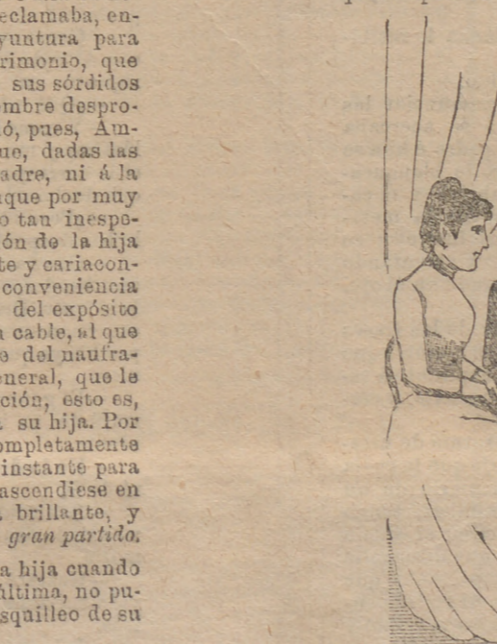 eclamaba, en-
yuntura para
rimonio, que
sus sórdidos
ombre despro-
ó, pues, Am-
ue, dadas las
adre, ni á la
que por muy
o tan inespe-
ón de la hija
te y cariacon-
conveniencia
del expósito
a cable, al que
e del naufra-
eneral, que le
ción, esto es,
su hija. Por
ompletamente
instante para
ascendiese en
brillante, y
gran partido.
a hija cuando
última, no pu-
squilleo de su